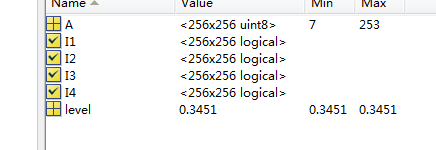 Name Value Min Max
A <256x256 uint8> 7 253
I1 <256x256 logical>
I2 <256x256 logical>
I3 <256x256 logical>
I4 <256x256 logical>
level 0.3451 0.3451 0.3451